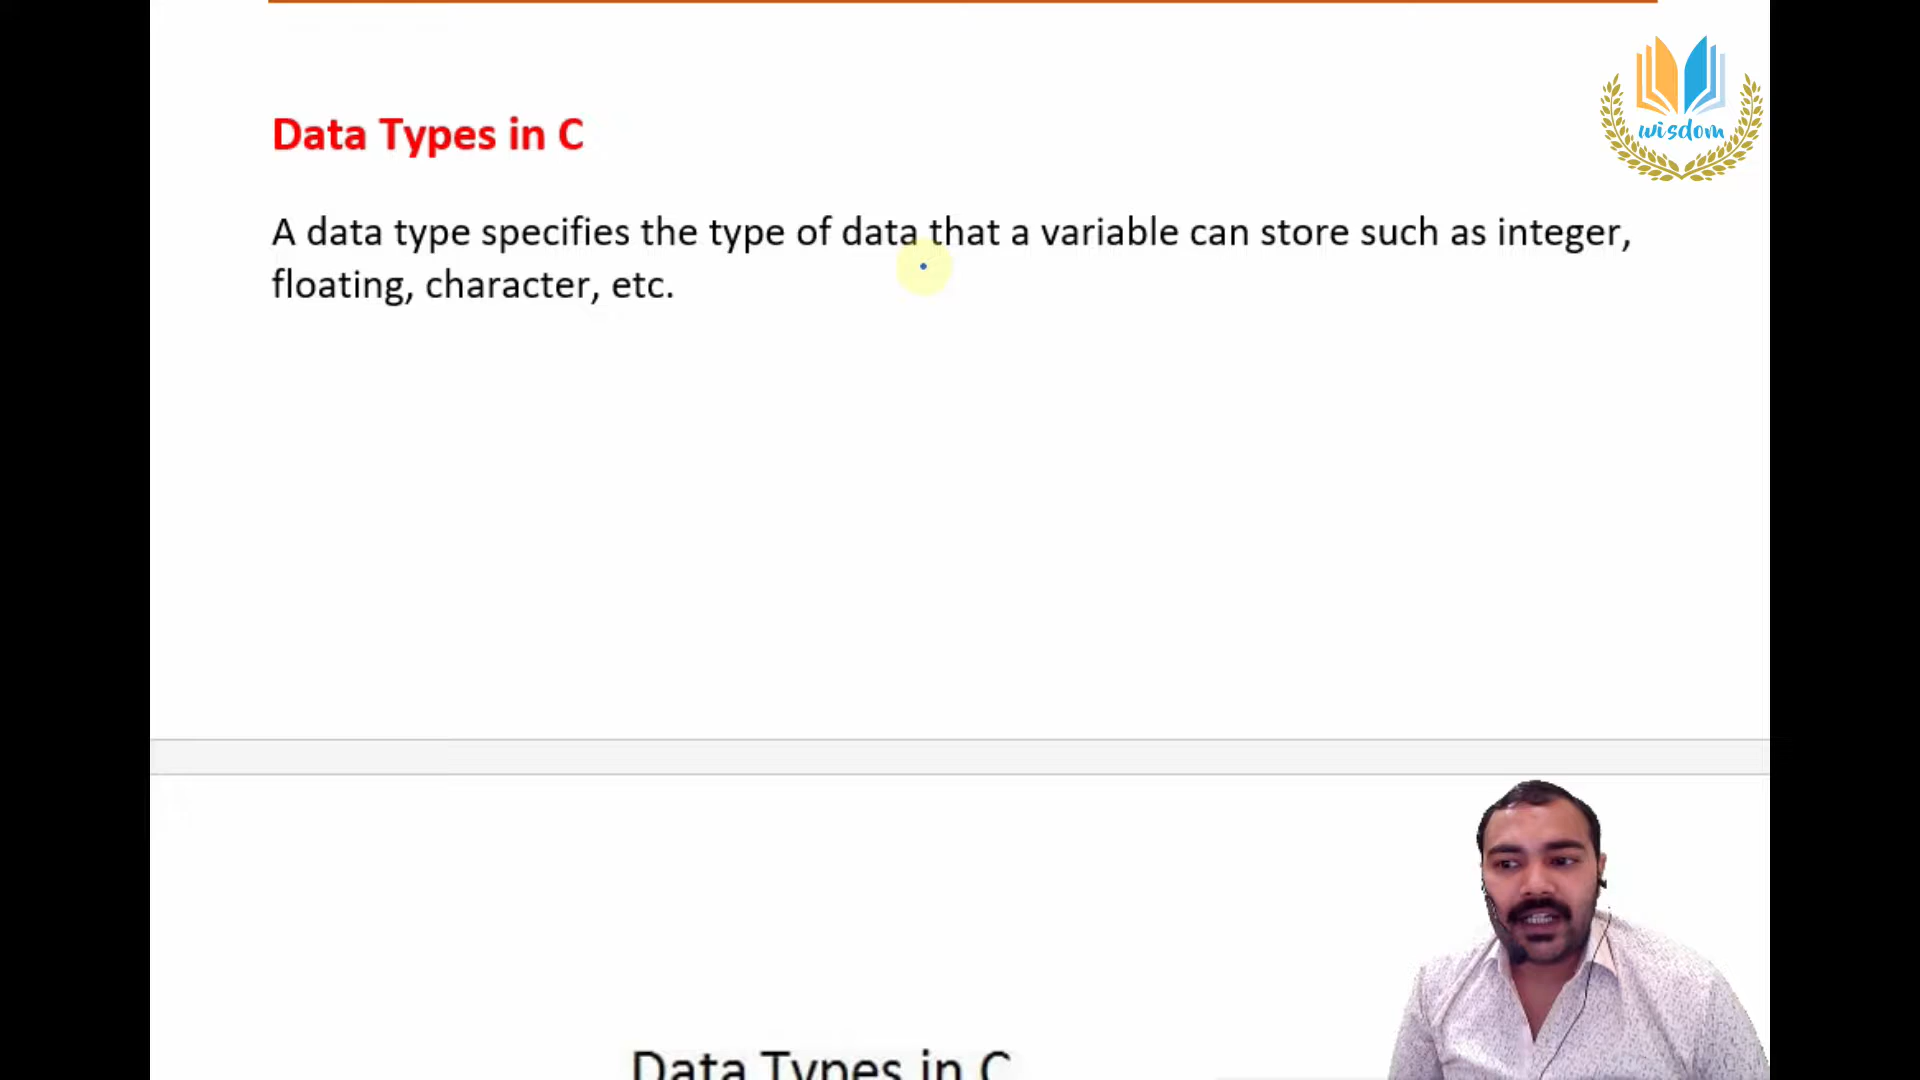 wisdom
Data Types in C
A data type specifies the type of data that a variable can store such as integer,
floating, character, etc.
Data Types in C